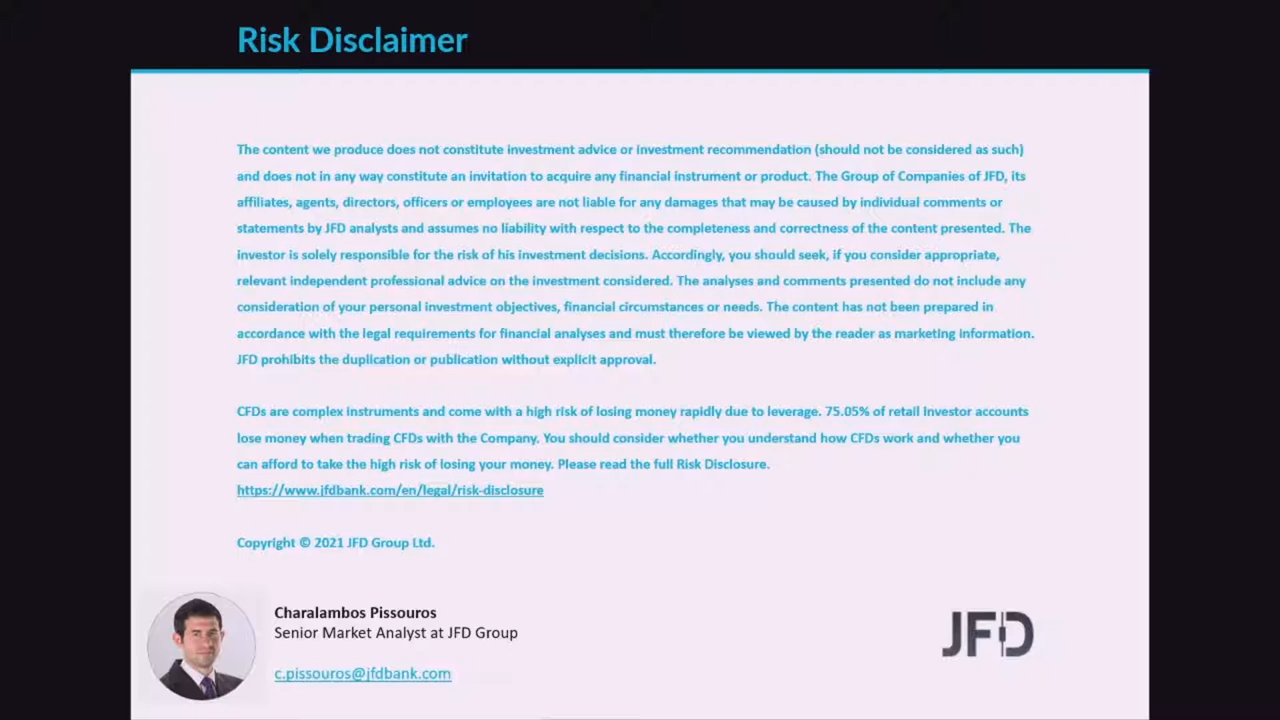 Risk Disclaimer
The content we produce does not constitute investment advice or investment recommendation (should not be considered as such)
and does not in any way constitute an invitation to acquire any financial instrument or product. The Group of Companies of JFD, its
affiliates, agents, directors, officers or employees are not liable for any damages that may be caused by individual comments or
statements by JFD analysts and assumes no liability with respect to the completeness and correctness of the content presented. The
investor is solely responsible for the risk of his investment decisions. Accordingly, you should seek, if you consider appropriate,
relevant independent professional advice on the investment considered. The analyses and comments presented do not include any
consideration of your personal investment objectives, financial circumstances or needs. The content has not been prepared in
accordance with the legal requirements for financial analyses and must therefore be viewed by the reader as marketing information.
JFD prohibits the duplication or publication without explicit approval.
CFDs are complex instruments and come with a high risk of losing money rapidly due to leverage. 75.05% of retail Investor accounts
lose money when trading CFDs with the Company. You should consider whether you understand how CFDs work and whether you
can afford to take the high risk of losing your money. Please read the full Risk Disclosure.
https://www.jfdbank.com/en/legal/risk-disclosure
Copyright © 2021 JFD Group Ltd.
Charalambos Pissouros
Senior Market Analyst at JFD Group
c.pissouros@jfdbank.com
JFD